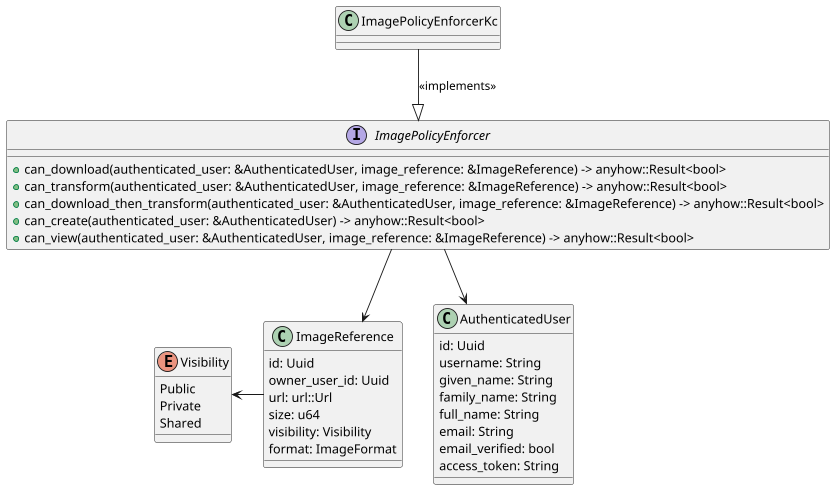 C ImagePolicyEnforcerKc
«implements»
I ImagePolicyEnforcer
can_download(authenticated_user: &AuthenticatedUser, image_reference: &ImageReference) -> anyhow::Result<bool>
can_transform(authenticated_user: &AuthenticatedUser, image_reference: &ImageReference) -> anyhow::Result<bool>
can_download_then_transform(authenticated_user: &AuthenticatedUser, image_reference: &ImageReference) -> anyhow::Result<bool>
can_create(authenticated_user: &AuthenticatedUser) -> anyhow::Result<bool>
can_view(authenticated_user: &AuthenticatedUser, image_reference: &ImageReference) -> anyhow::Result<bool>
E Visibility
Public
Private
Shared
C ImageReference
id: Uuid
owner_user_id: Uuid
url: url::Url
size: u64
visibility: Visibility
format: ImageFormat
C AuthenticatedUser
id: Uuid
username: String
given_name: String
family_name: String
full_name: String
email: String
email_verified: bool
access_token: String